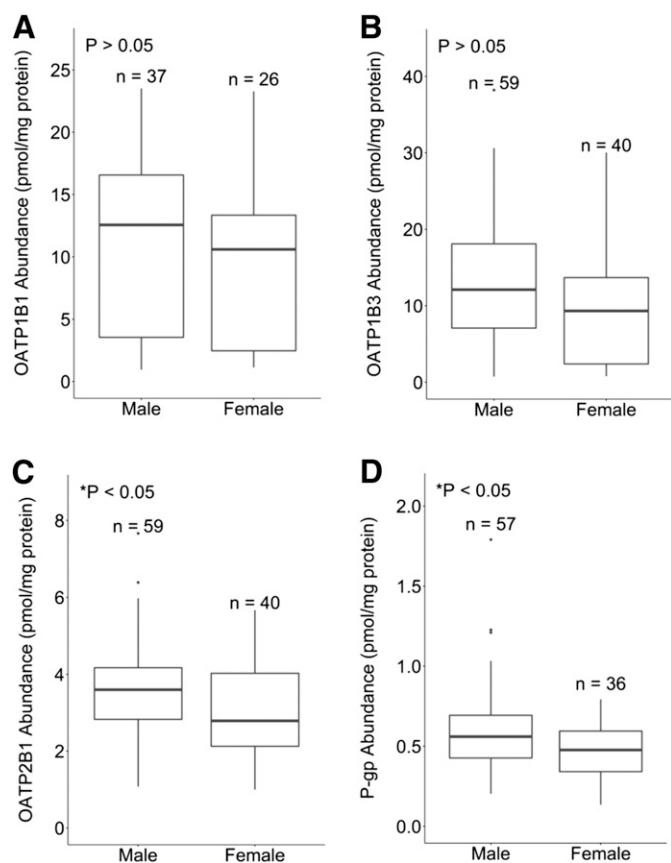 A
P > 0.05
n = 37
n = 26
OATP1B1 Abundance (pmol/mg protein)
25
20
15
10
5
0
Male
Female
B
P > 0.05
n = 59
n = 40
OATP1B3 Abundance (pmol/mg protein)
40
30
20
10
0
Male
Female
C
*P < 0.05
n = 59
n = 40
OATP2B1 Abundance (pmol/mg protein)
8
6
4
2
0
Male
Female
D
*P < 0.05
n = 57
n = 36
P-gp Abundance (pmol/mg protein)
2.0
1.5
1.0
0.5
0.0
Male
Female